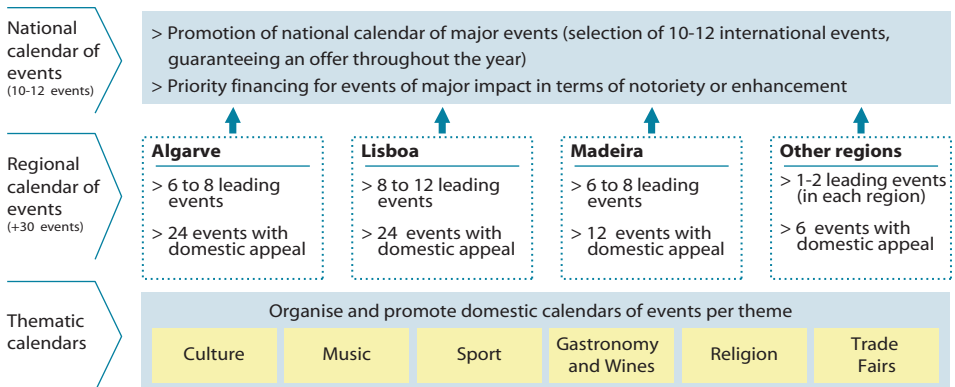 National
calendar of
events
(10-12 events)
> Promotion of national calendar of major events (selection of 10-12 international events,
guaranteeing an offer throughout the year)
> Priority financing for events of major impact in terms of notoriety or enhancement
Regional
calendar of
events
(+30 events)
Algarve
> 6 to 8 leading
events
> 24 events with
domestic appeal
Lisboa
> 8 to 12 leading
events
> 24 events with
domestic appeal
Madeira
> 6 to 8 leading
events
> 12 events with
domestic appeal
Other regions
> 1-2 leading events
(in each region)
> 6 events with
domestic appeal
Thematic
calendars
Organise and promote domestic calendars of events per theme
Culture
Music
Sport
Gastronomy
and Wines
Religion
Trade
Fairs